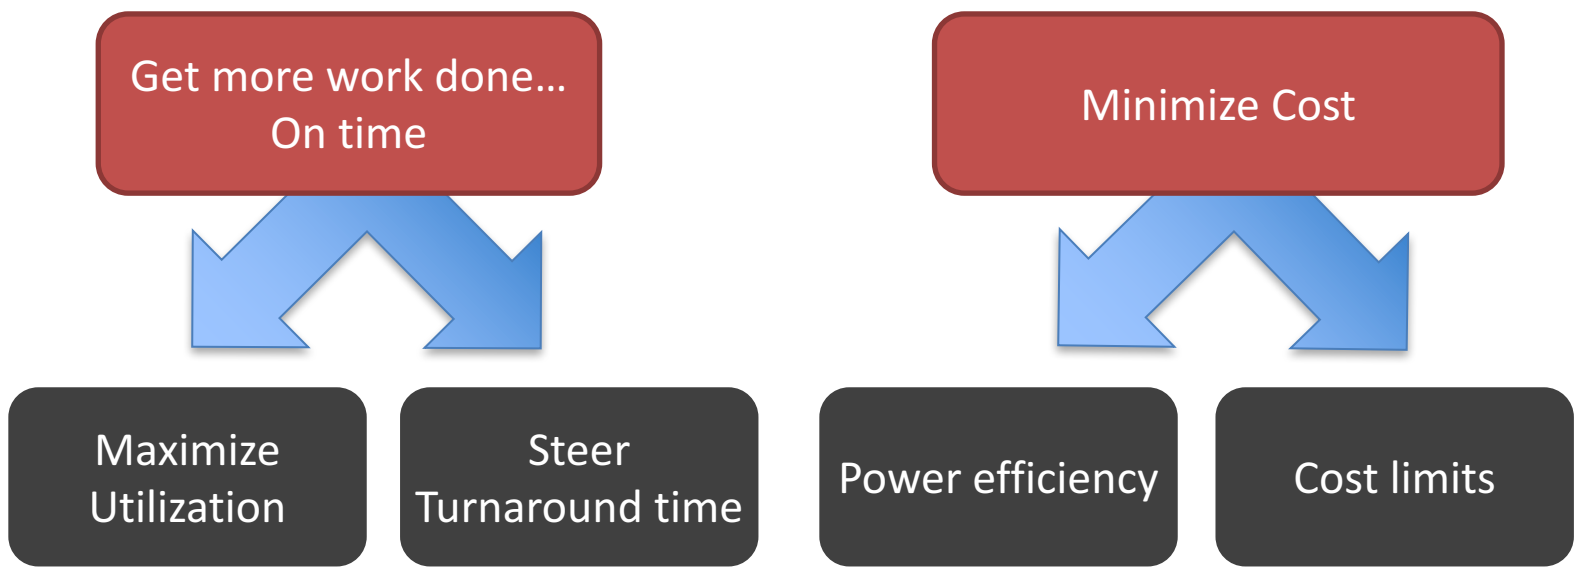 Get more work done…
On time
Minimize Cost
Maximize
Utilization
Steer
Turnaround time
Power efficiency
Cost limits